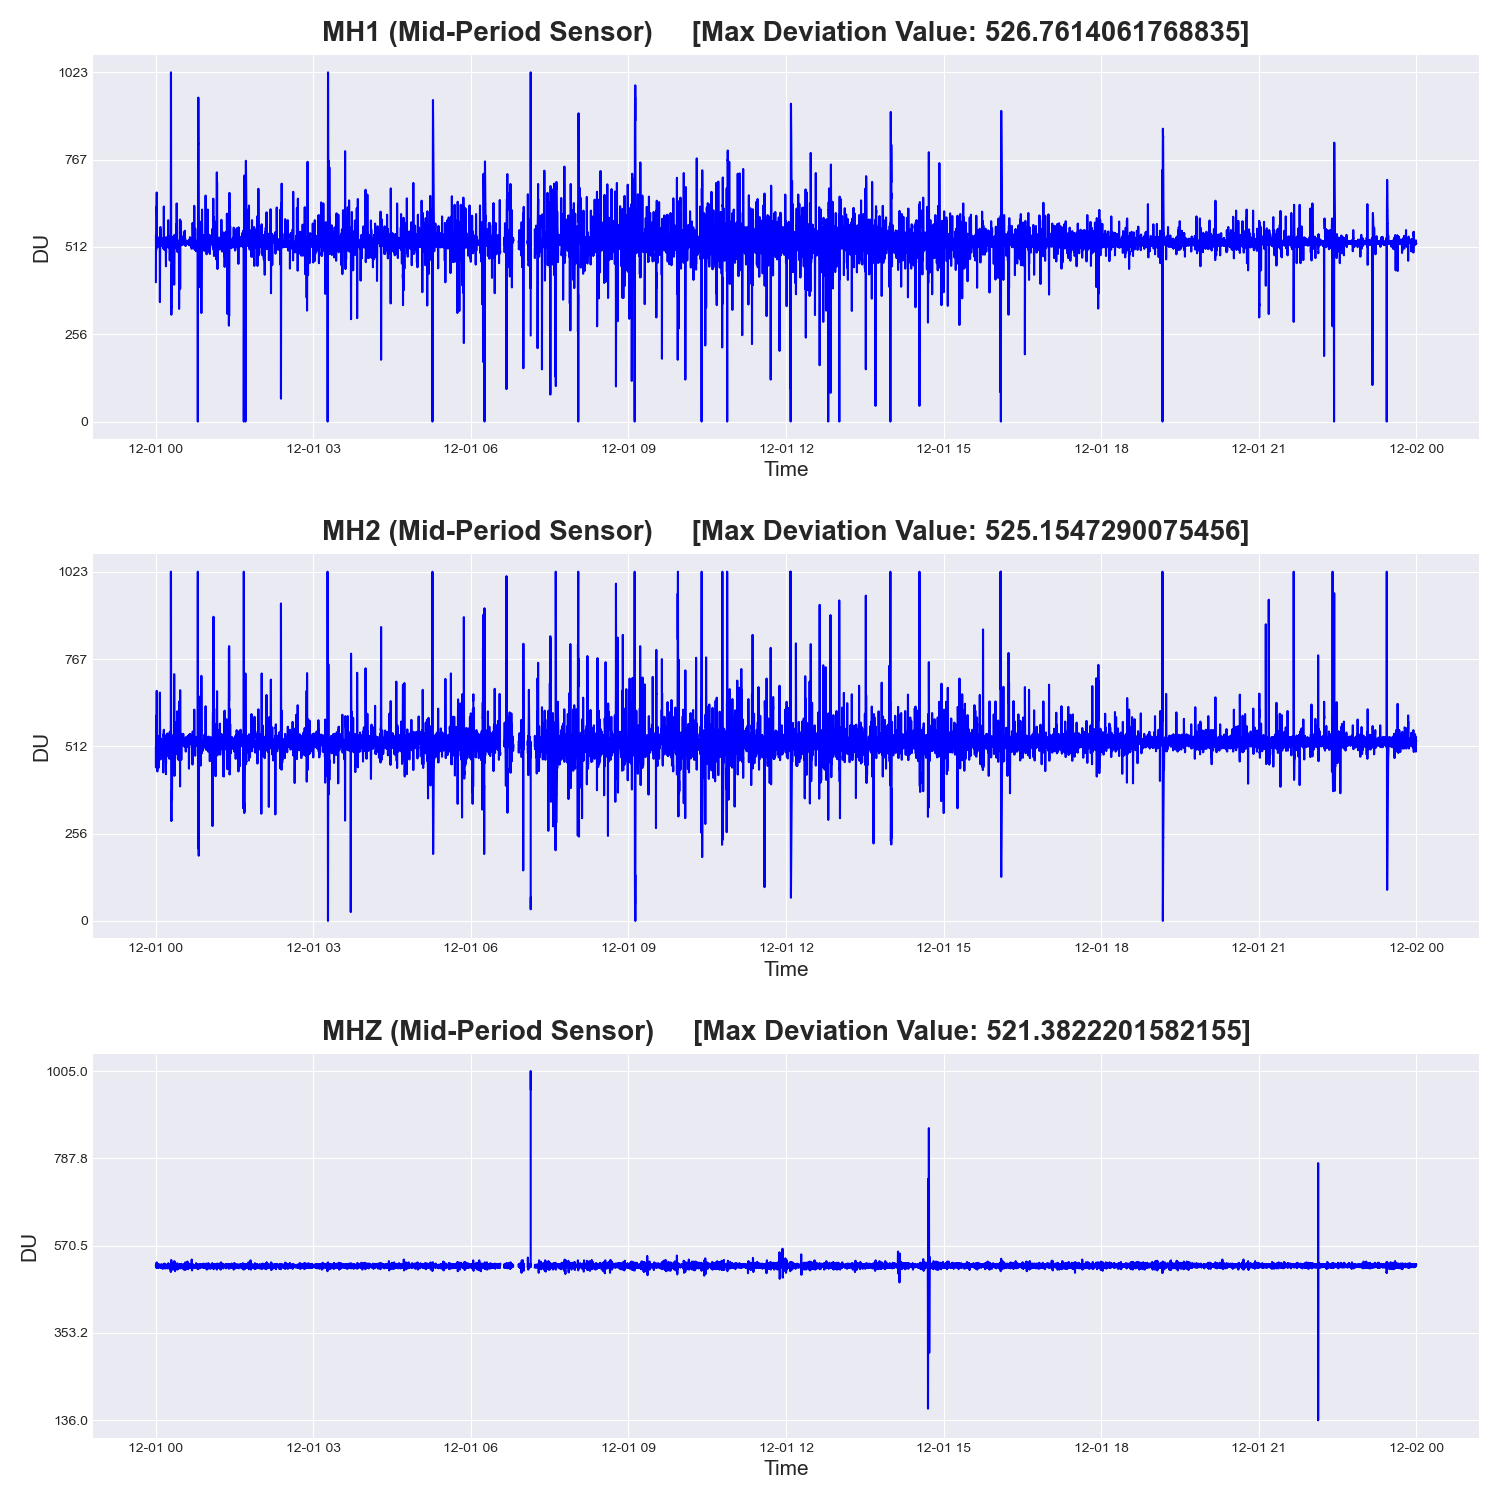 MH1 (Mid-Period Sensor) [Max Deviation Value: 526.7614061768835]
1023
767
512
256
0
DU
12-01 00 12-01 03 12-01 06 12-01 09 12-01 12 12-01 15 12-01 18 12-01 21 12-02 00
Time
MH2 (Mid-Period Sensor) [Max Deviation Value: 525.1547290075456]
1023
767
512
256
0
DU
12-01 00 12-01 03 12-01 06 12-01 09 12-01 12 12-01 15 12-01 18 12-01 21 12-02 00
Time
MHZ (Mid-Period Sensor) [Max Deviation Value: 521.3822201582155]
1005.0
787.8
570.5
353.2
136.0
DU
12-01 00 12-01 03 12-01 06 12-01 09 12-01 12 12-01 15 12-01 18 12-01 21 12-02 00
Time